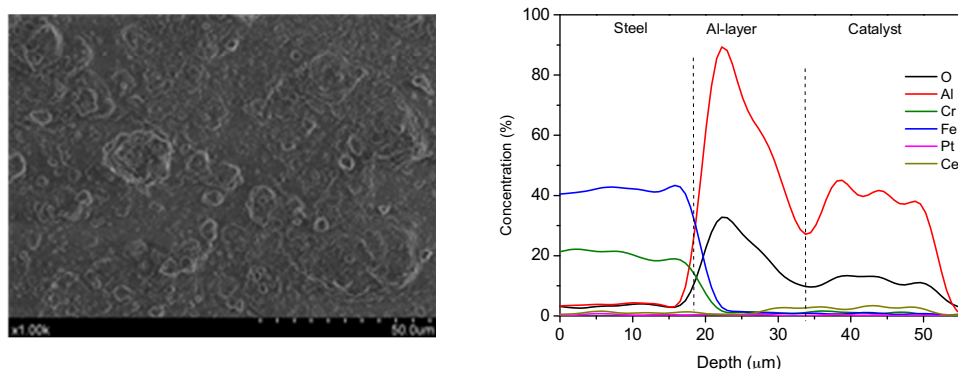 x1.00k
50.0um
Steel
Al-layer
Catalyst
100
80
60
40
20
0
Concentration (%)
O
Al
Cr
Fe
Pt
Ce
0
10
20
30
40
50
Depth (μm)